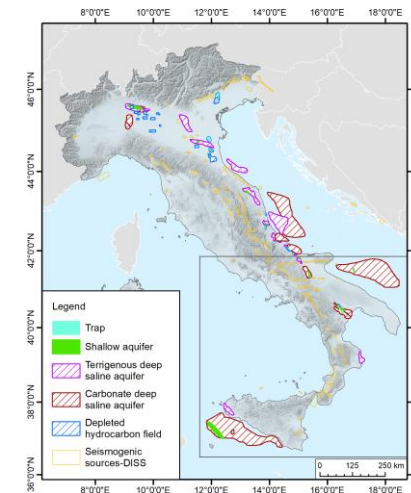 8°0'0"E 10°0'0"E 12°0'0"E 14°0'0"E 16°0'0"E 18°0'0"E
46°0'0"N
44°0'0"N
42°0'0"N
40°0'0"N
38°0'0"N
36°0'0"N
Legend
Trap
Shallow aquifer
Terrigenous deep
saline aquifer
Carbonate deep
saline aquifer
Depleted
hydrocarbon field
Seismogenic
sources-DISS
0 125 250
km
8°0'0"E 10°0'0"E 12°0'0"E 14°0'0"E 16°0'0"E 18°0'0"E